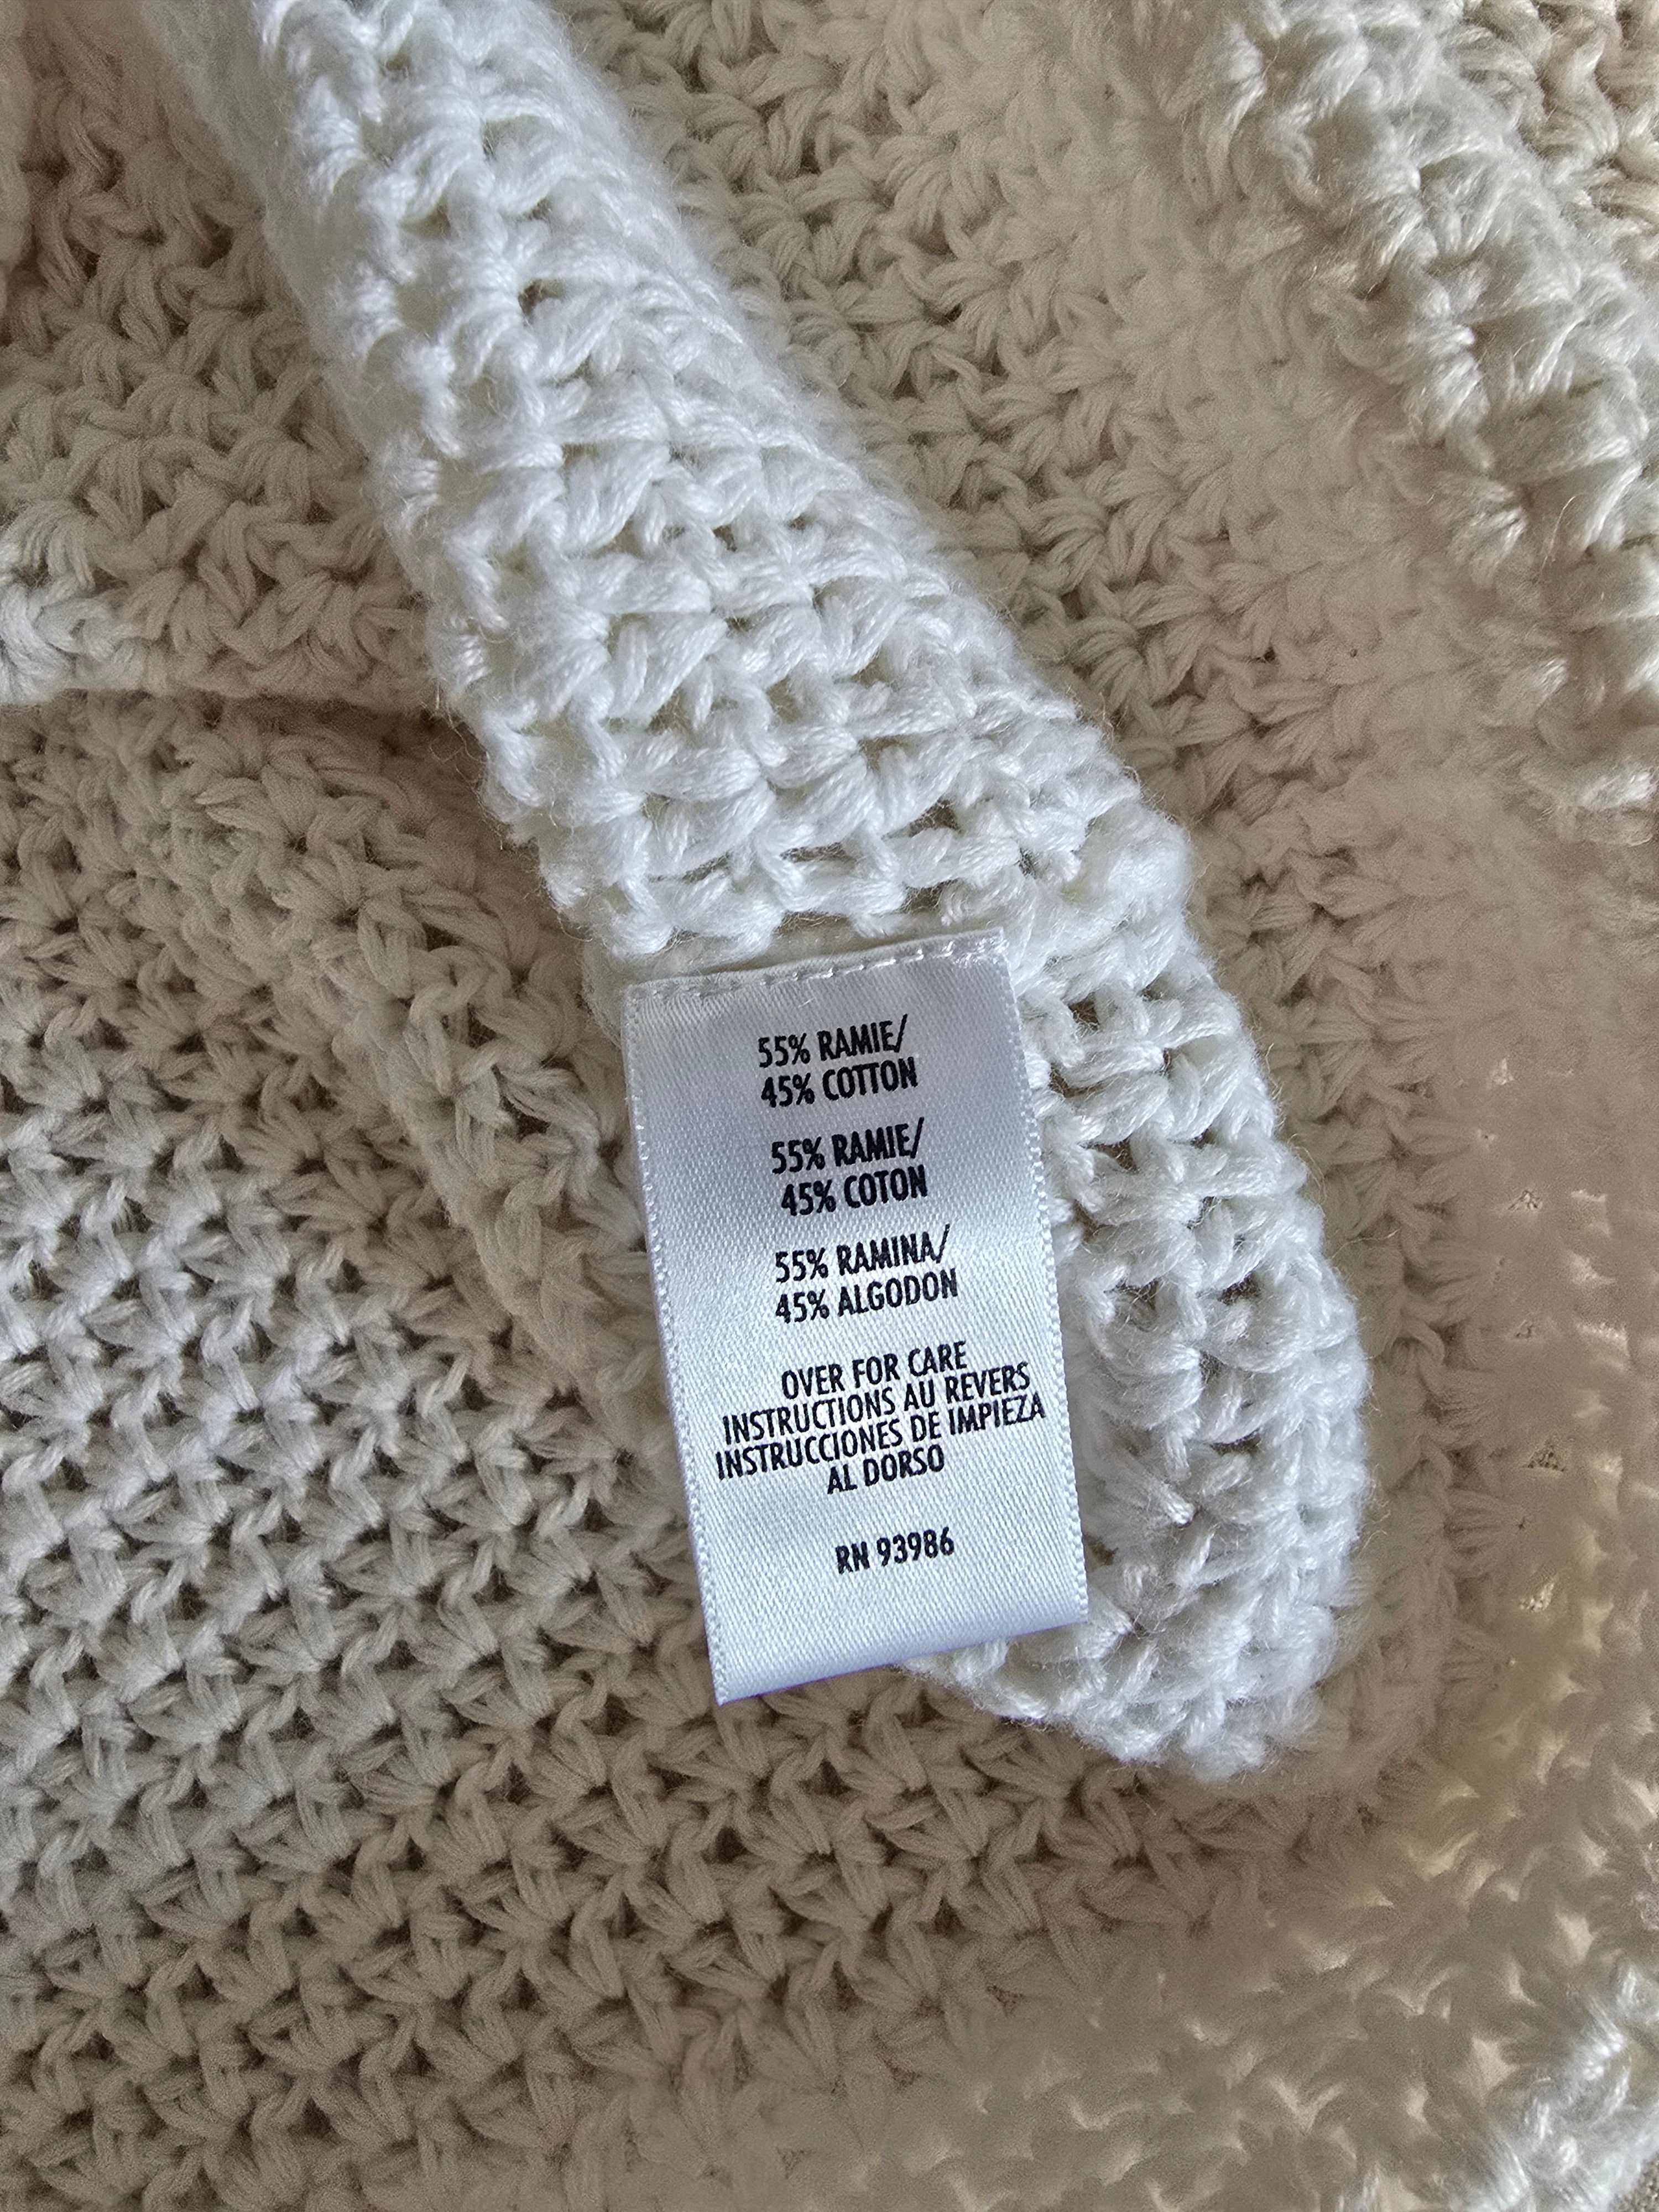 55% RAMIE/
45% COTTON
55% RAMIE/
45% COTON
55% RAMINA/
45% ALGODON
OVER FOR CARE
INSTRUCTIONS AU REVERS
INSTRUCCIONES DE IMPIEZA
AL DORSO
RN 93986